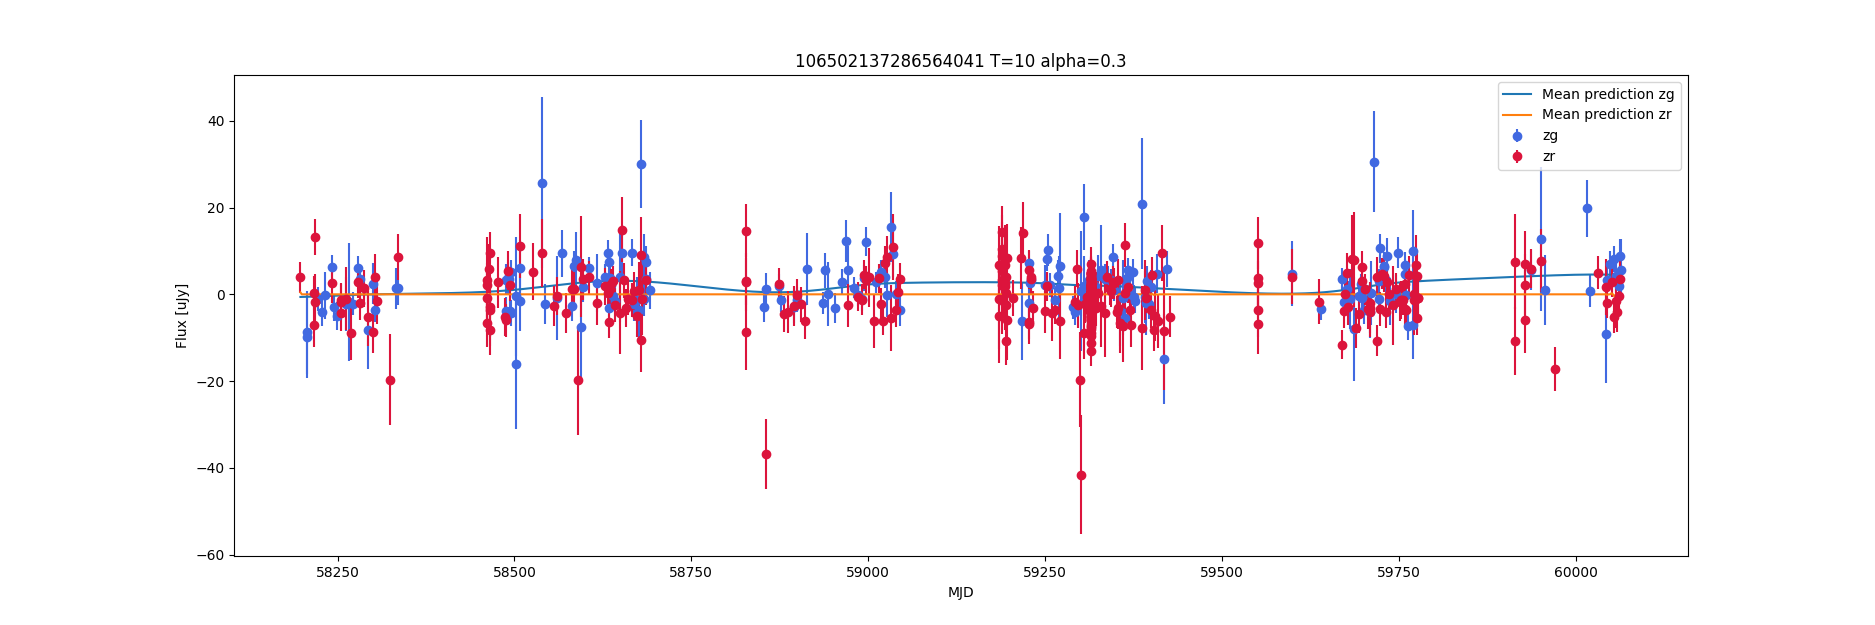 106502137286564041 T=10 alpha=0.3
Mean prediction zg
Mean prediction zr
zg
zr
Flux [uJy]
40
20
0
−20
−40
−60
58250 58500 58750 59000 59250 59500 59750 60000
MJD